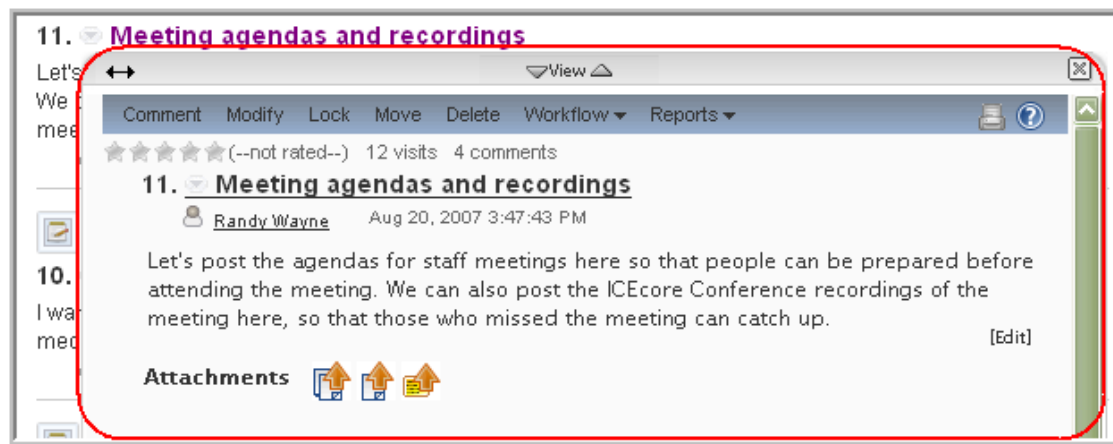 11. Meeting agendas and recordings
Let's
View
We
mee
Comment Modify Lock Move Delete Workflow Reports
(--not rated--) 12 visits 4 comments
11. Meeting agendas and recordings
Randy Wayne Aug 20, 2007 3:47:43 PM
Let's post the agendas for staff meetings here so that people can be prepared before
attending the meeting. We can also post the ICEcore Conference recordings of the
meeting here, so that those who missed the meeting can catch up.
[Edit]
10.
I wa
med
Attachments